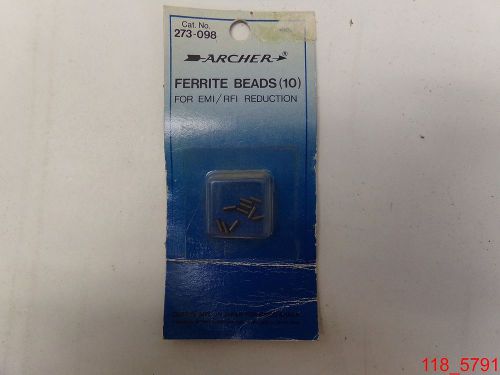 Cat. No.
273-098
ARCHER®
FERRITE BEADS (10)
FOR EMI/RFI REDUCTION
118_5791